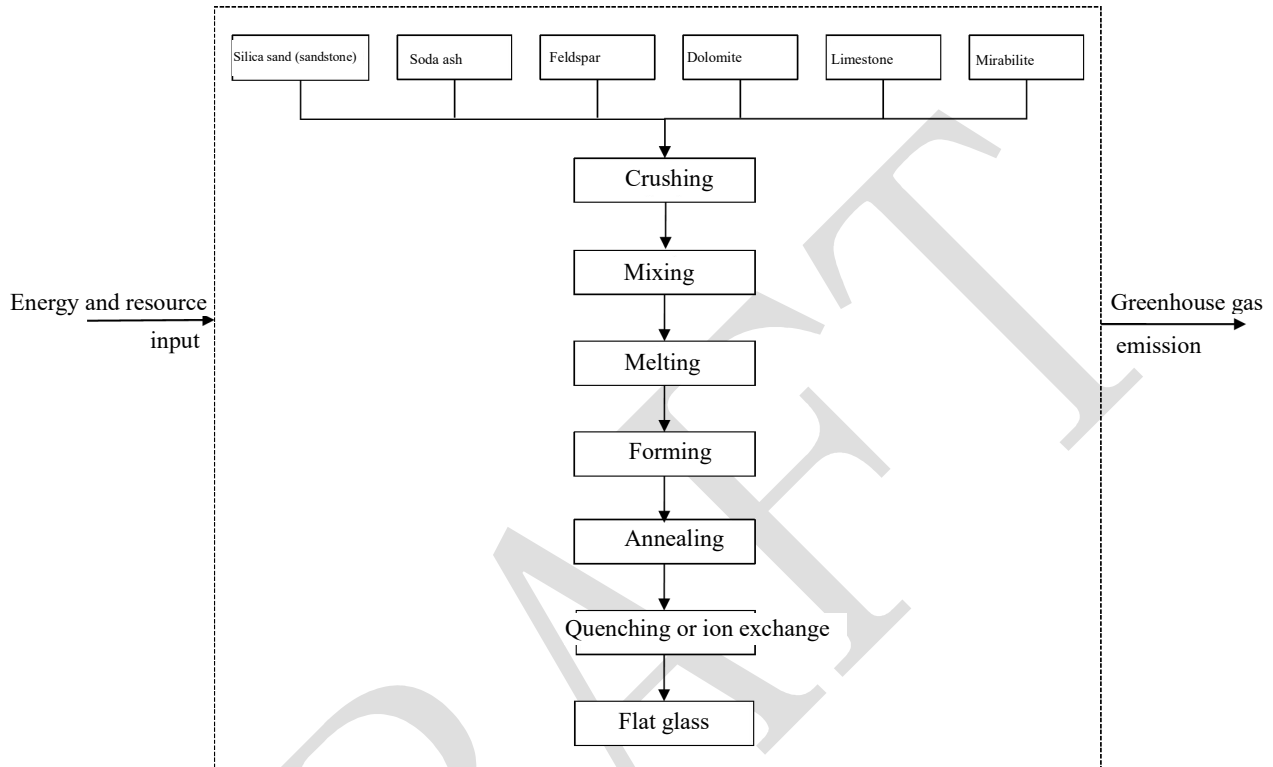 Silica sand (sandstone)
Soda ash
Feldspar
Dolomite
Limestone
Mirabilite
Crushing
Mixing
Energy and resource
input
Greenhouse gas
emission
Melting
Forming
Annealing
Quenching or ion exchange
Flat glass